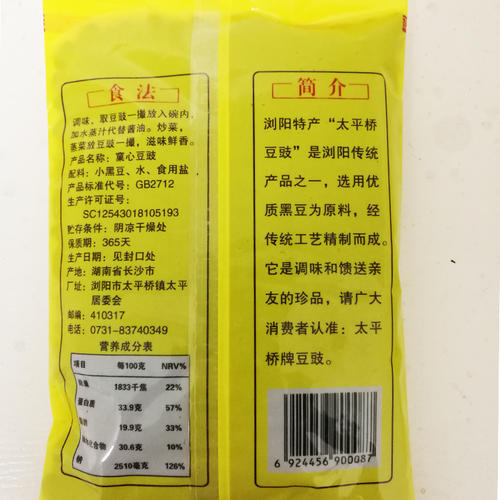 食法
调味、取豆豉一撮放入碗内,
加水蒸汁代替酱油。炒菜,
蒸菜放豆豉一撮,滋味鲜香。
产品名称:窠心豆豉
配料:小黑豆、水、食用盐
产品标准代号:GB2712
生产许可证号:
SC12543018105193
贮存条件:阴凉干燥处
保质期:365天
生产日期:见封口处
产地:湖南省长沙市
厂址:浏阳市太平桥镇太平
居委会
邮编:410317
电话:0731-83740349
营养成分表
项目 每100克 NRV%
1833千焦 22%
蛋白质 33.9克 57%
19.9克 33%
化合物 30.6克 10%
2510毫克 126%
简介
浏阳特产“太平桥
豆豉”是浏阳传统
产品之一,选用优
质黑豆为原料,经
传统工艺精制而成。
它是调味和馈送亲
友的珍品,请广大
消费者认准:太平
桥牌豆豉。
6 924456 900087